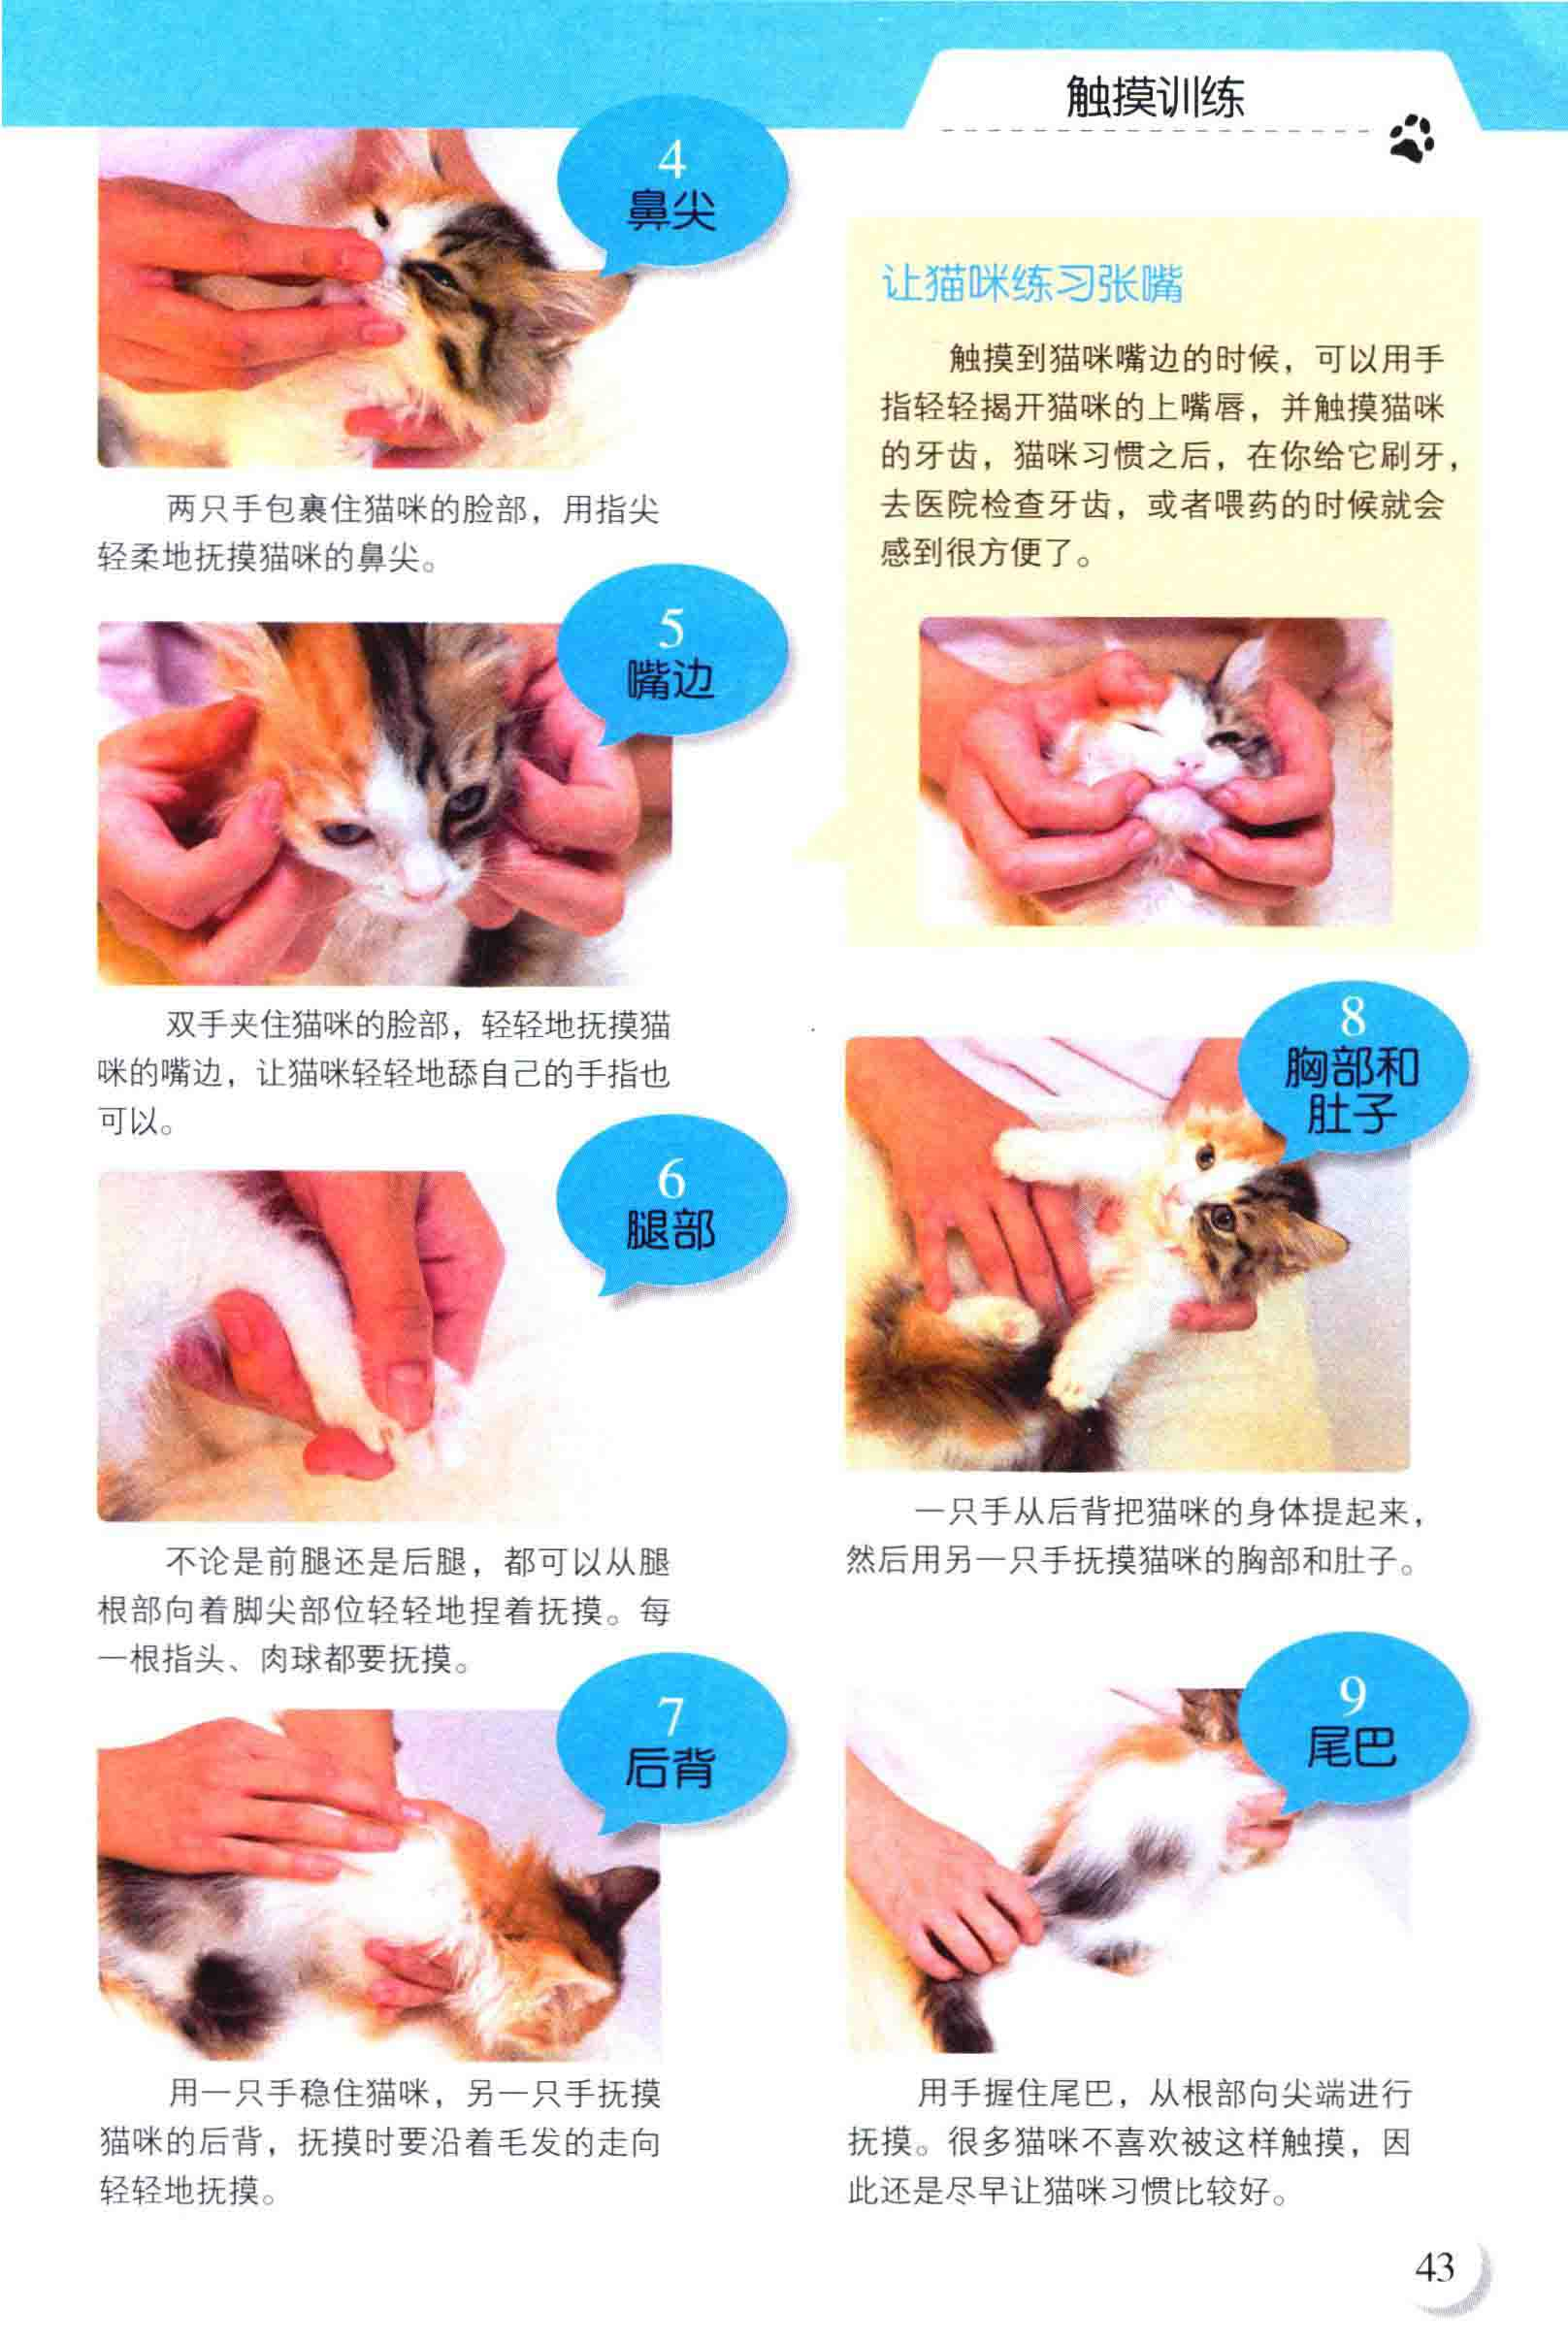 触摸训练
4
鼻尖
两只手包裹住猫咪的脸部，用指尖
轻柔地抚摸猫咪的鼻尖。
5
嘴边
双手夹住猫咪的脸部，轻轻地抚摸猫
咪的嘴边，让猫咪轻轻地舔自己的手指也
可以。
6
腿部
不论是前腿还是后腿，都可以从腿
根部向着脚尖部位轻轻地捏着抚摸。每
一根指头、肉球都要抚摸。
7
后背
用一只手稳住猫咪，另一只手抚摸
猫咪的后背，抚摸时要沿着毛发的走向
轻轻地抚摸。
让猫咪练习张嘴
触摸到猫咪嘴边的时候，可以用手
指轻轻揭开猫咪的上嘴唇，并触摸猫咪
的牙齿，猫咪习惯之后，在你给它刷牙，
去医院检查牙齿，或者喂药的时候就会
感到很方便了。
8
胸部和
肚子
一只手从后背把猫咪的身体提起来，
然后用另一只手抚摸猫咪的胸部和肚子。
9
尾巴
用手握住尾巴，从根部向尖端进行
抚摸。很多猫咪不喜欢被这样触摸，因
此还是尽早让猫咪习惯比较好。
43